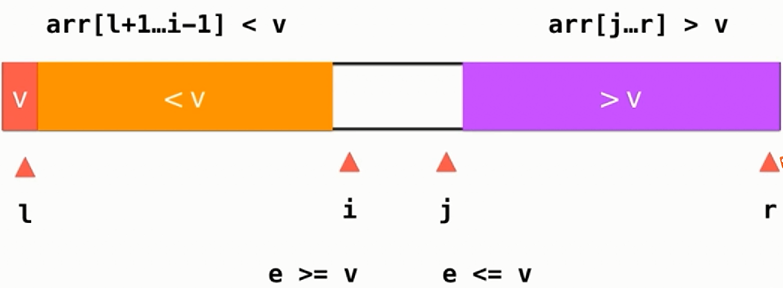 arr[l+1…i−1] < v
arr[j…r] > v
v
< v
> v
l
i
j
r
e >= v
e <= v